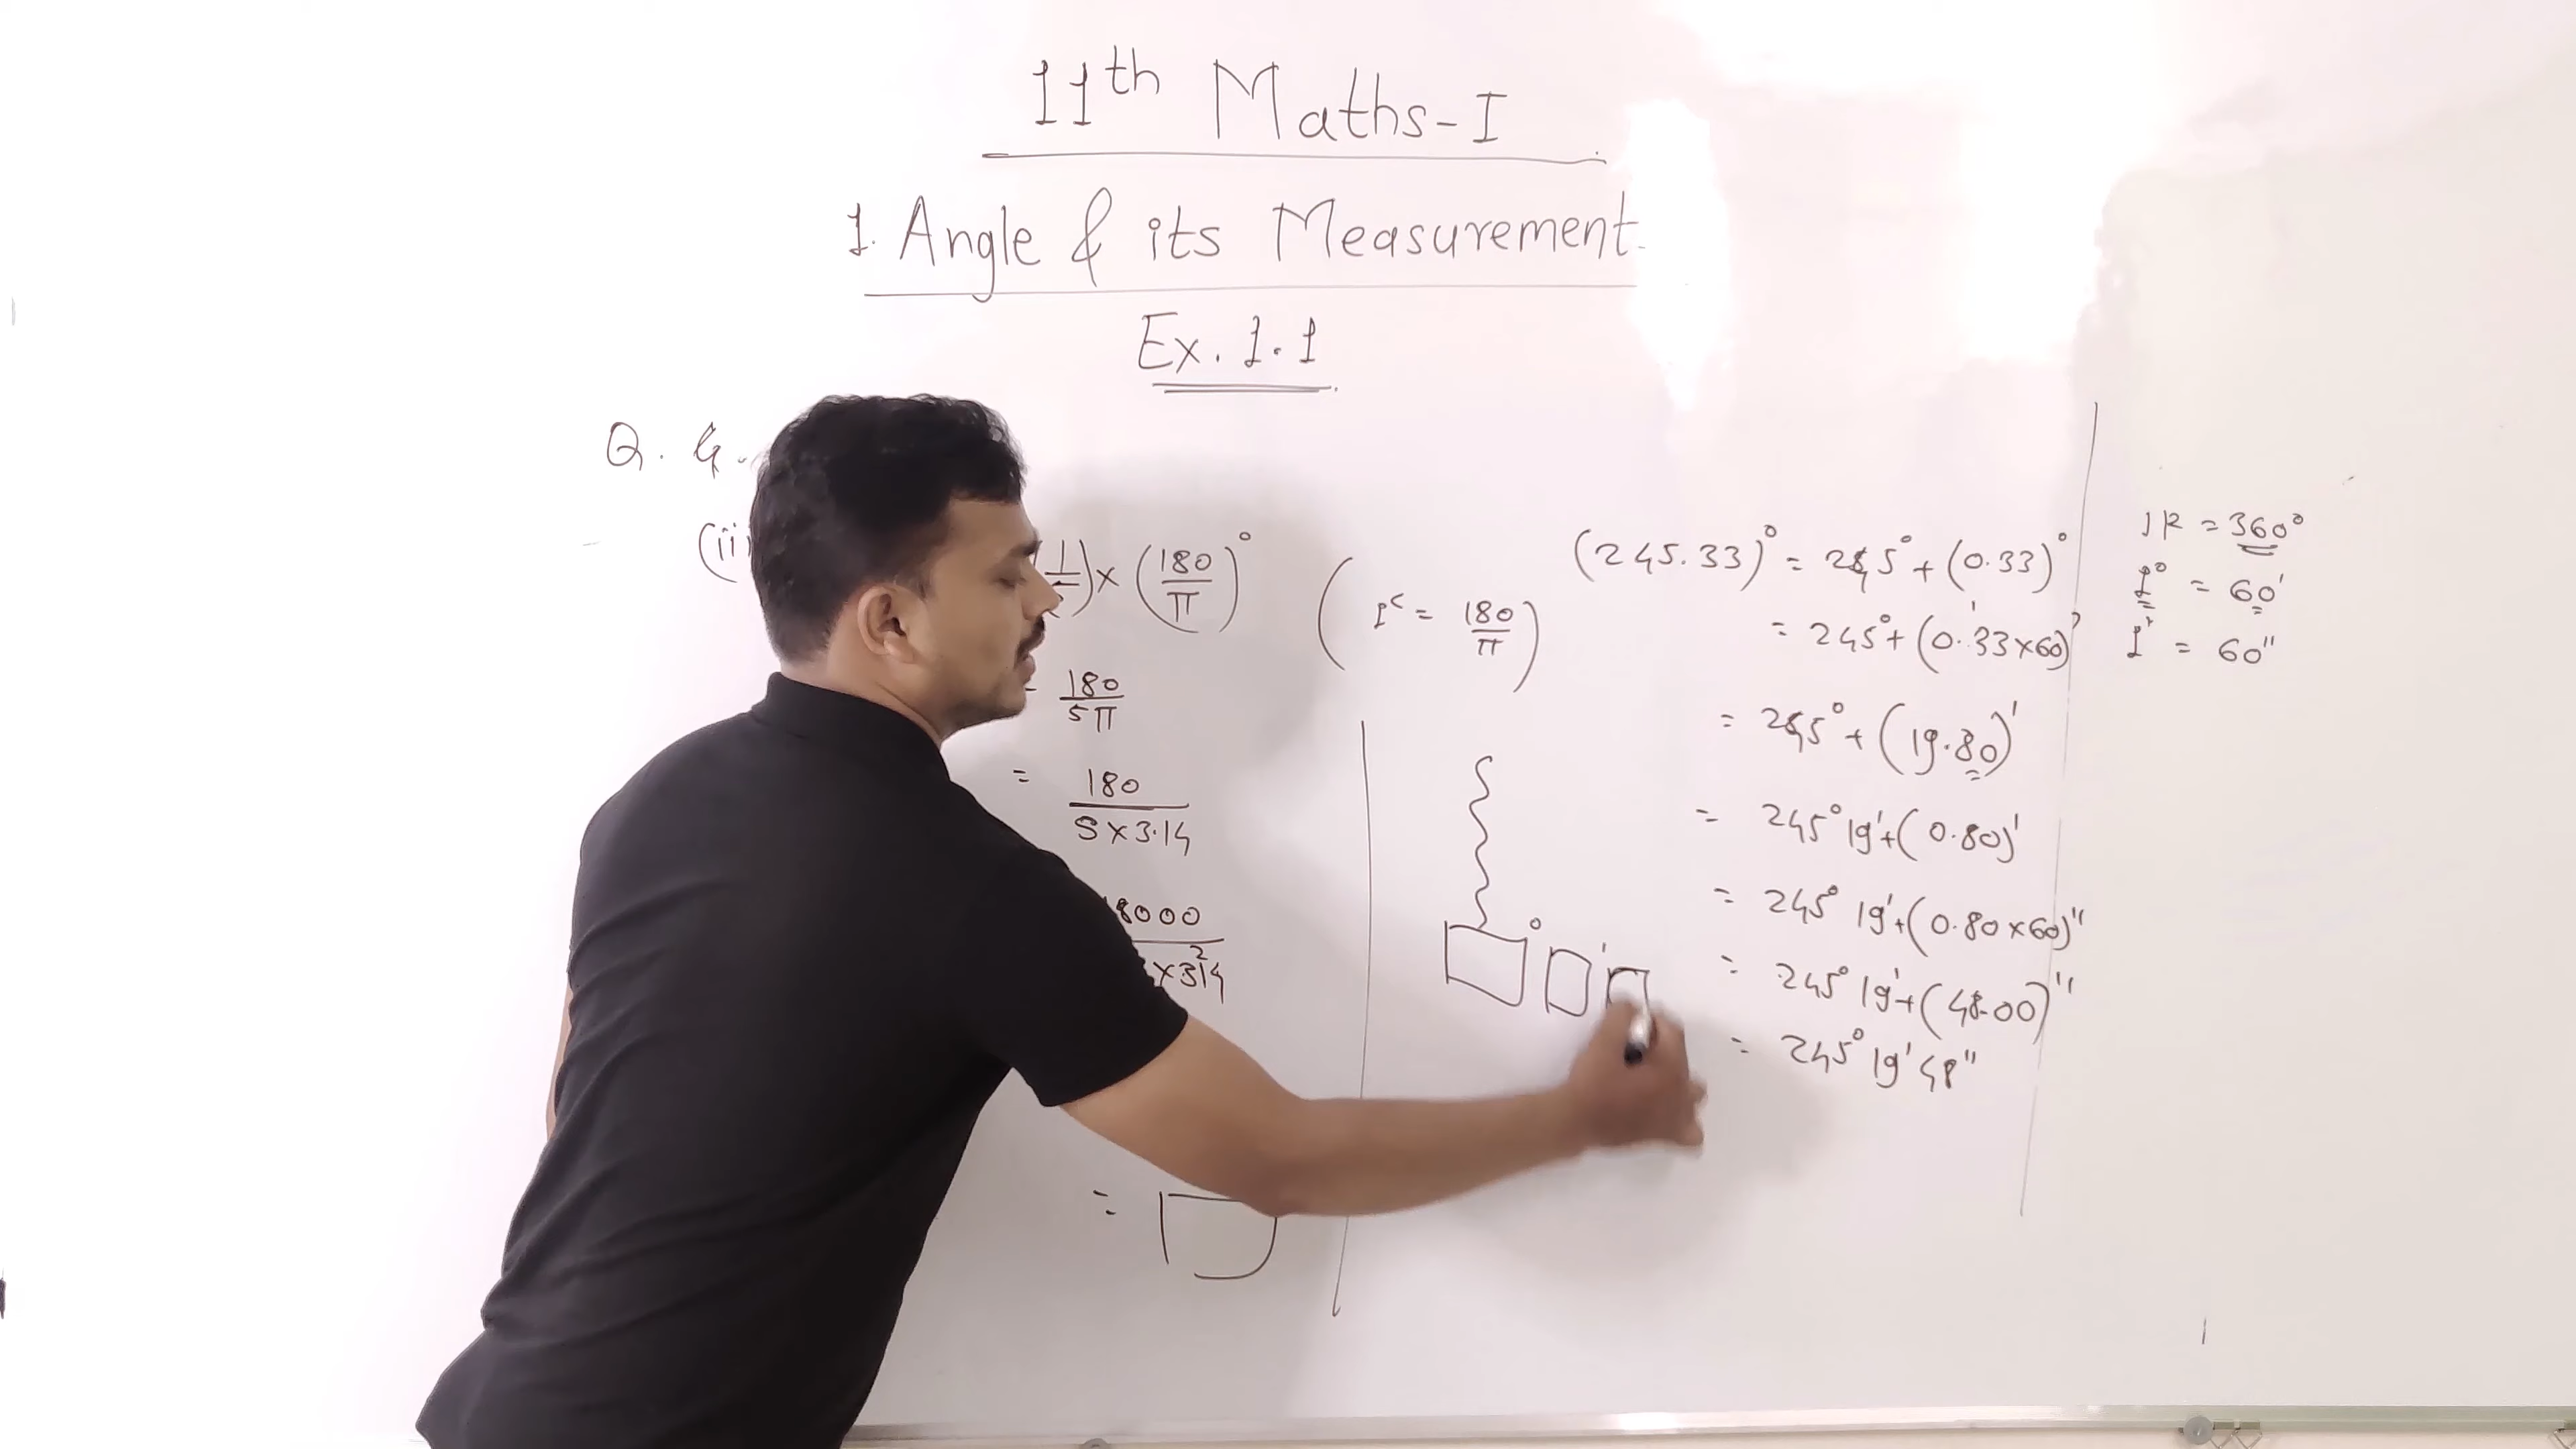 11th Maths-I
1. Angle & its Measurement.
Ex. 1.1
Q. 4.
(ii)
× (180/π)°
(1ᶜ = 180/π)
180/5π
= 180/5×3.14
18000
×314
2
=
(245.33)° = 245° + (0.33)°
= 245° + (0.33×60)'
= 245° + (19.80)'
= 245° 19' + (0.80)'
= 245° 19' + (0.80×60)"
= 245° 19' + (48.00)"
= 245° 19' 48"
1R = 360°
1° = 60'
1' = 60"
° '